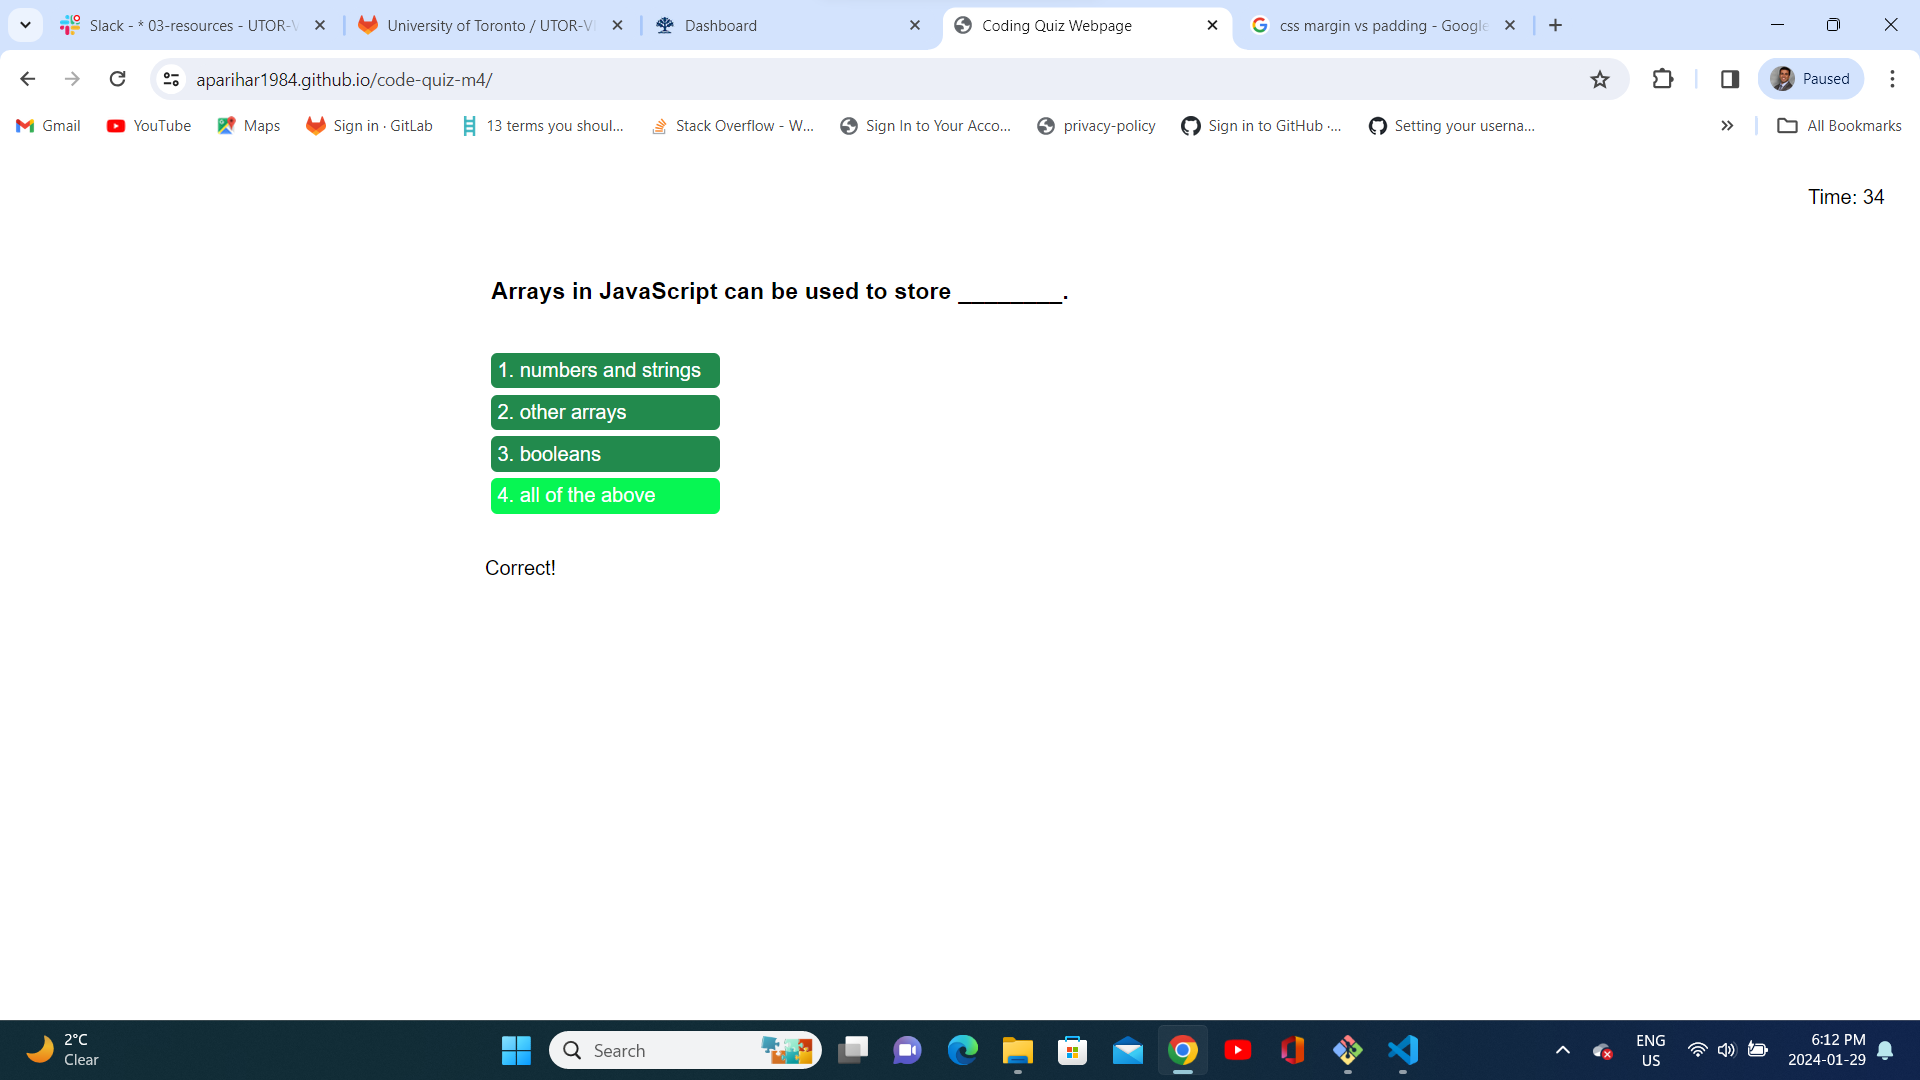 Slack - * 03-resources - UTOR-V
University of Toronto / UTOR-VI
Dashboard
Coding Quiz Webpage
css margin vs padding - Google
aparihar1984.github.io/code-quiz-m4/
Paused
Gmail
YouTube
Maps
Sign in · GitLab
13 terms you shoul...
Stack Overflow - W...
Sign In to Your Acco...
privacy-policy
Sign in to GitHub ·...
Setting your userna...
All Bookmarks
Time: 34
Arrays in JavaScript can be used to store ________.
1. numbers and strings
2. other arrays
3. booleans
4. all of the above
Correct!
2°C
Clear
Search
ENG
US
6:12 PM
2024-01-29